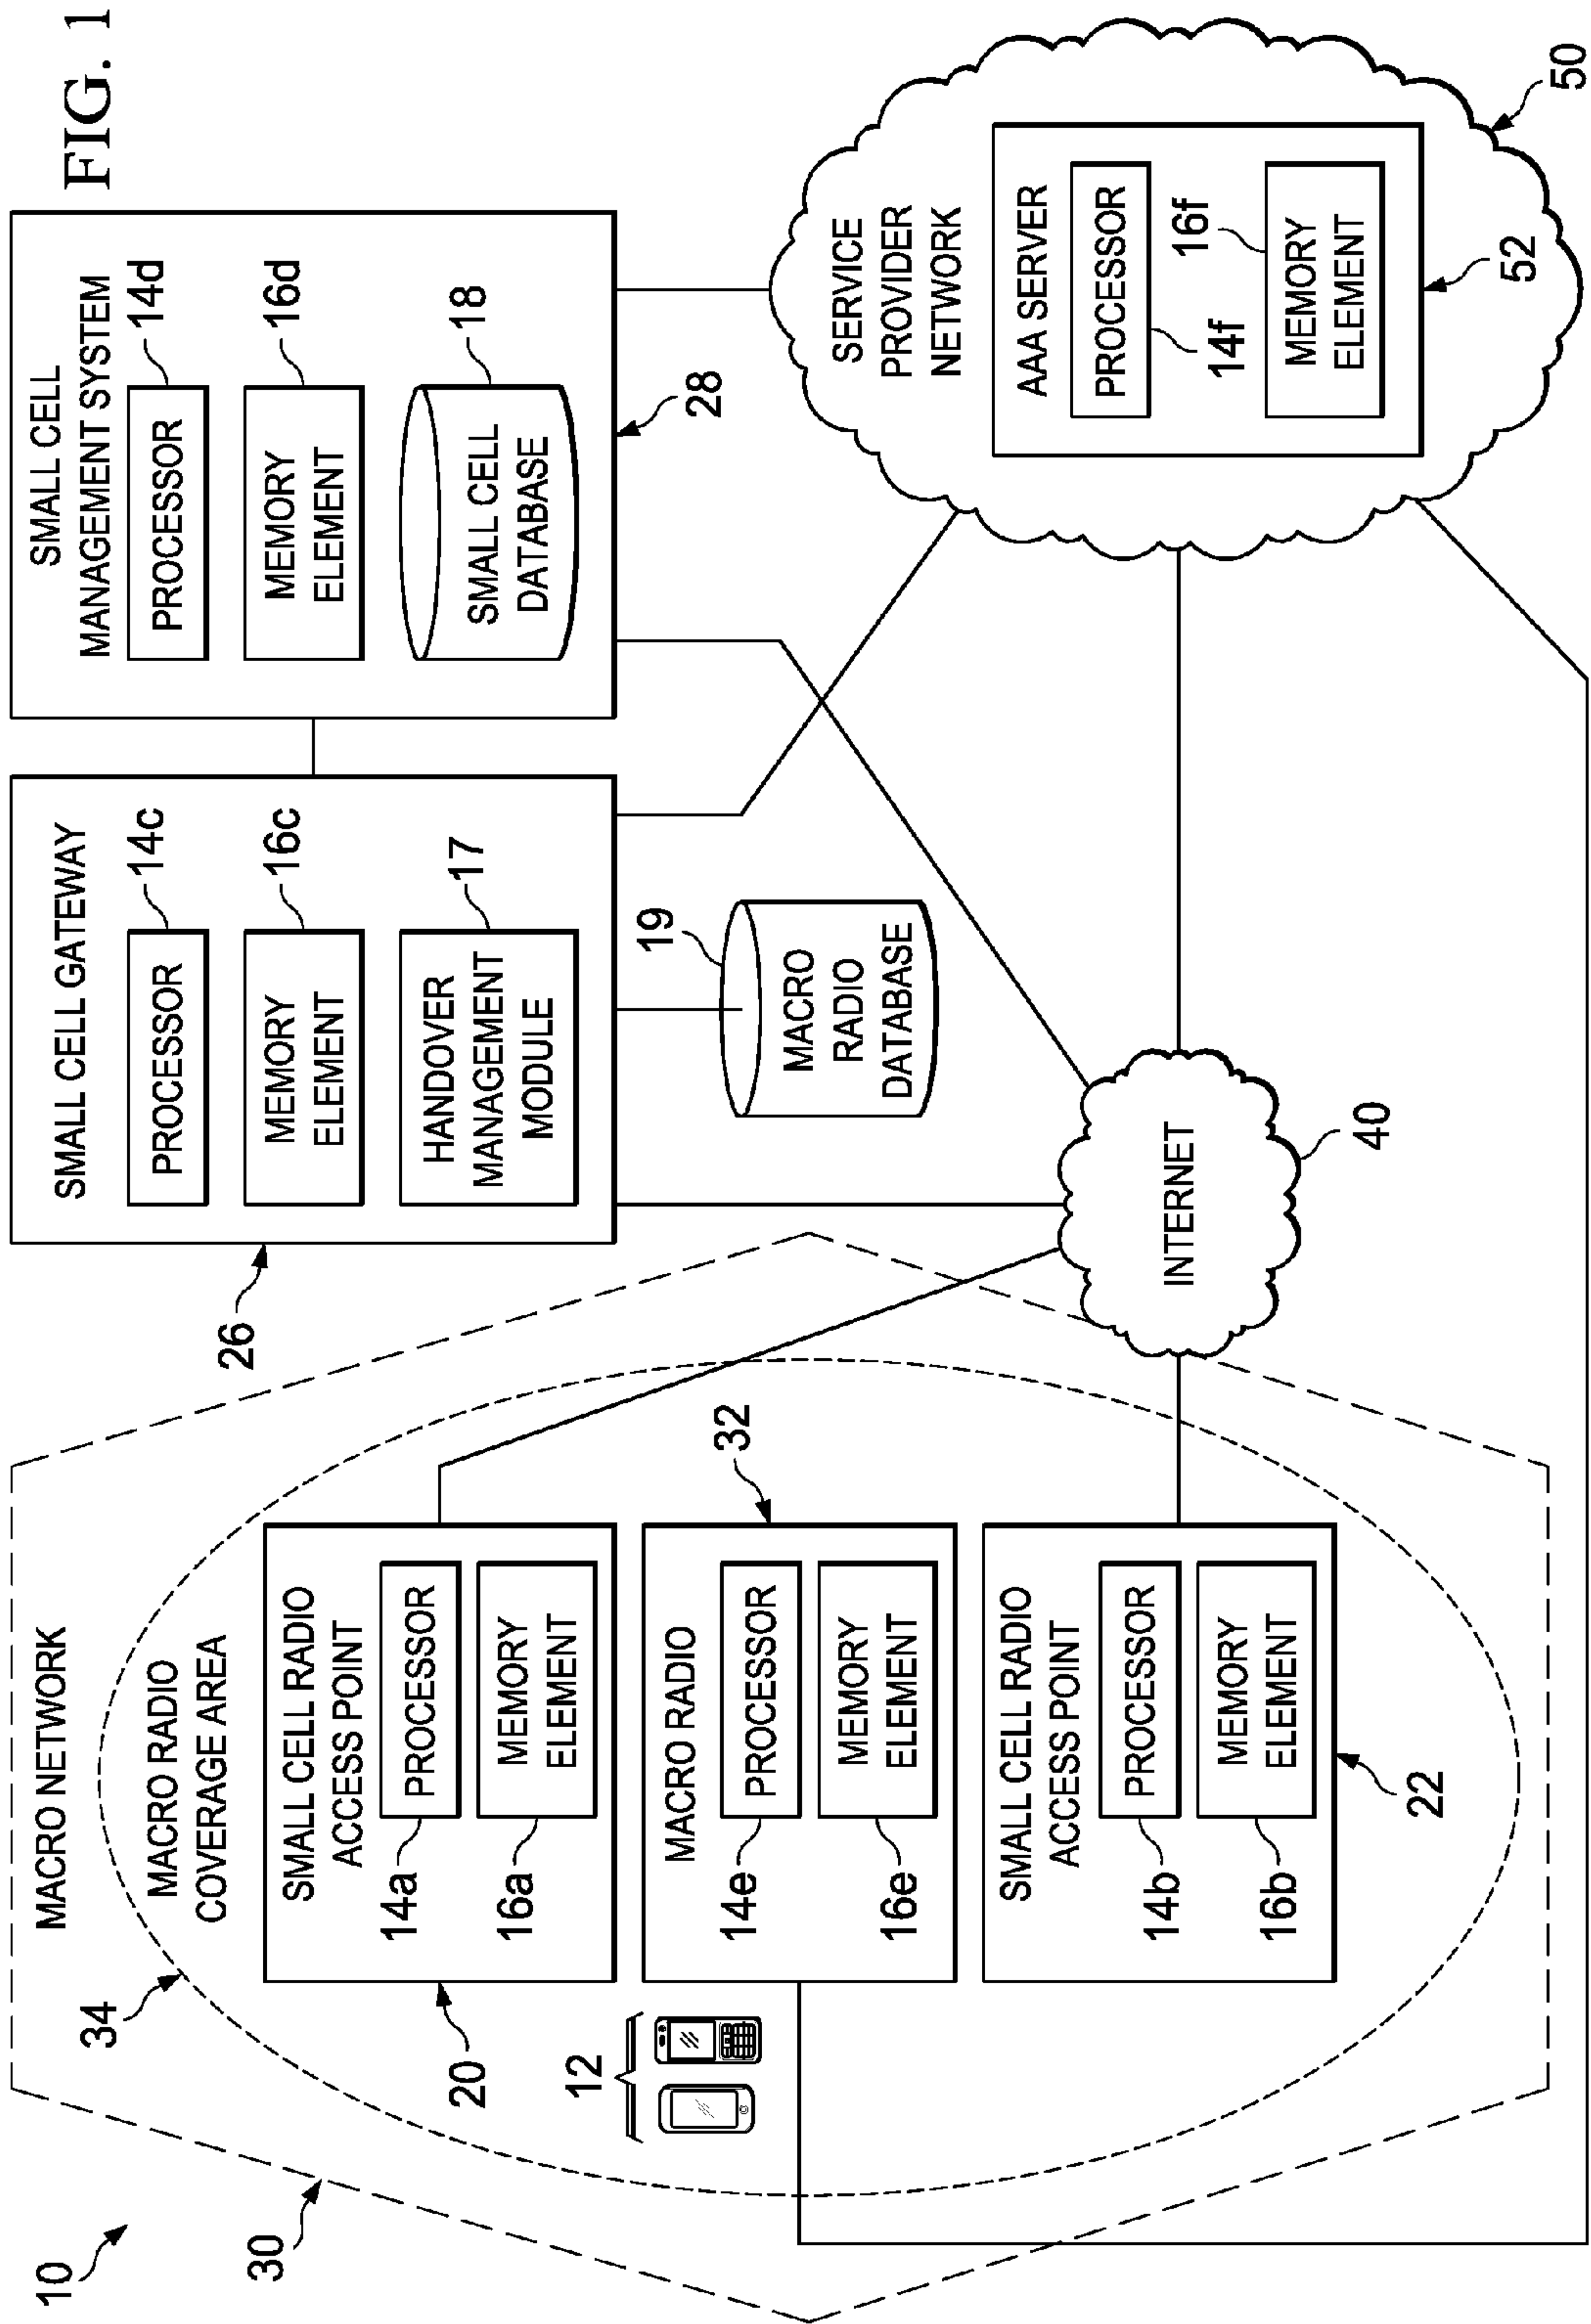 FIG. 1
10
30
34
MACRO NETWORK
MACRO RADIO
COVERAGE AREA
20
SMALL CELL RADIO
ACCESS POINT
14a
PROCESSOR
16a
MEMORY
ELEMENT
12
32
MACRO RADIO
14e
PROCESSOR
16e
MEMORY
ELEMENT
SMALL CELL RADIO
ACCESS POINT
14b
PROCESSOR
16b
MEMORY
ELEMENT
22
26
SMALL CELL GATEWAY
PROCESSOR
14c
MEMORY
ELEMENT
16c
HANDOVER
MANAGEMENT
MODULE
17
19
MACRO
RADIO
DATABASE
SMALL CELL
MANAGEMENT SYSTEM
PROCESSOR
14d
MEMORY
ELEMENT
16d
SMALL CELL
DATABASE
18
28
INTERNET
40
SERVICE
PROVIDER
NETWORK
AAA SERVER
PROCESSOR
14f
16f
MEMORY
ELEMENT
52
50